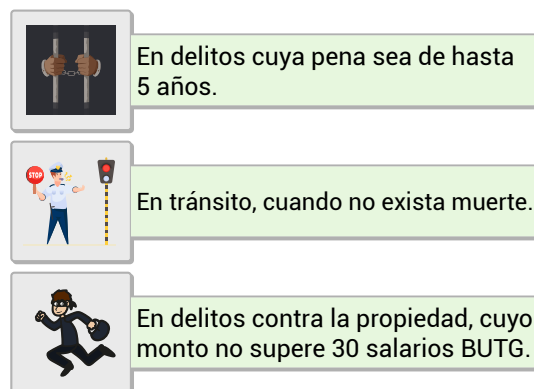 En delitos cuya pena sea de hasta
5 años.
STOP
En tránsito, cuando no exista muerte.
En delitos contra la propiedad, cuyo
monto no supere 30 salarios BUTG.